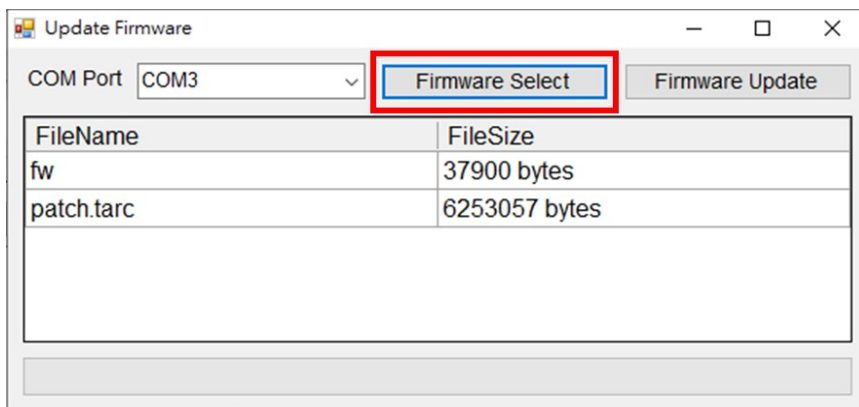 Update Firmware
COM Port COM3 Firmware Select Firmware Update
FileName FileSize
fw 37900 bytes
patch.tarc 6253057 bytes